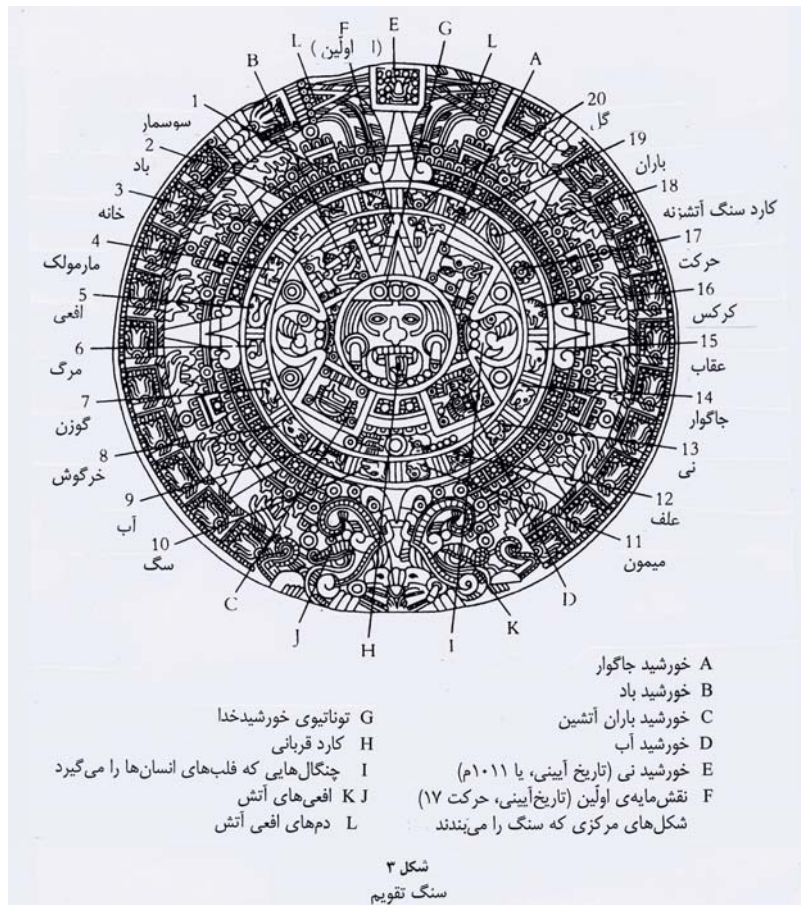 L F E G L
B ( ا اولّین ) A
1 20
سوسمار گل
2 19
باد باران
3 18
خانه کارد سنگ آتشزنه
4 17
مارمولک حرکت
5 16
افعی کرکس
6 15
مرگ عقاب
7 14
گوزن جاگوار
8 13
خرگوش نی
9 12
آب علف
10 11
سگ میمون
C D
J K
H I
A خورشید جاگوار
B خورشید باد
C خورشید باران آتشین
D خورشید آب
E خورشید نی (تاریخ آیینی، یا ۱۰۱۱م)
F نقش‌مایه‌ی اولّین (تاریخ‌آیینی، حرکت ۱۷)
شکل‌های مرکزی که سنگ را می‌بندند
G توناتیوی خورشیدخدا
H کارد قربانی
I چنگال‌هایی که قلب‌های انسان‌ها را می‌گیرد
J K افعی‌های آتش
L دم‌های افعی آتش
شکل ۳
سنگ تقویم